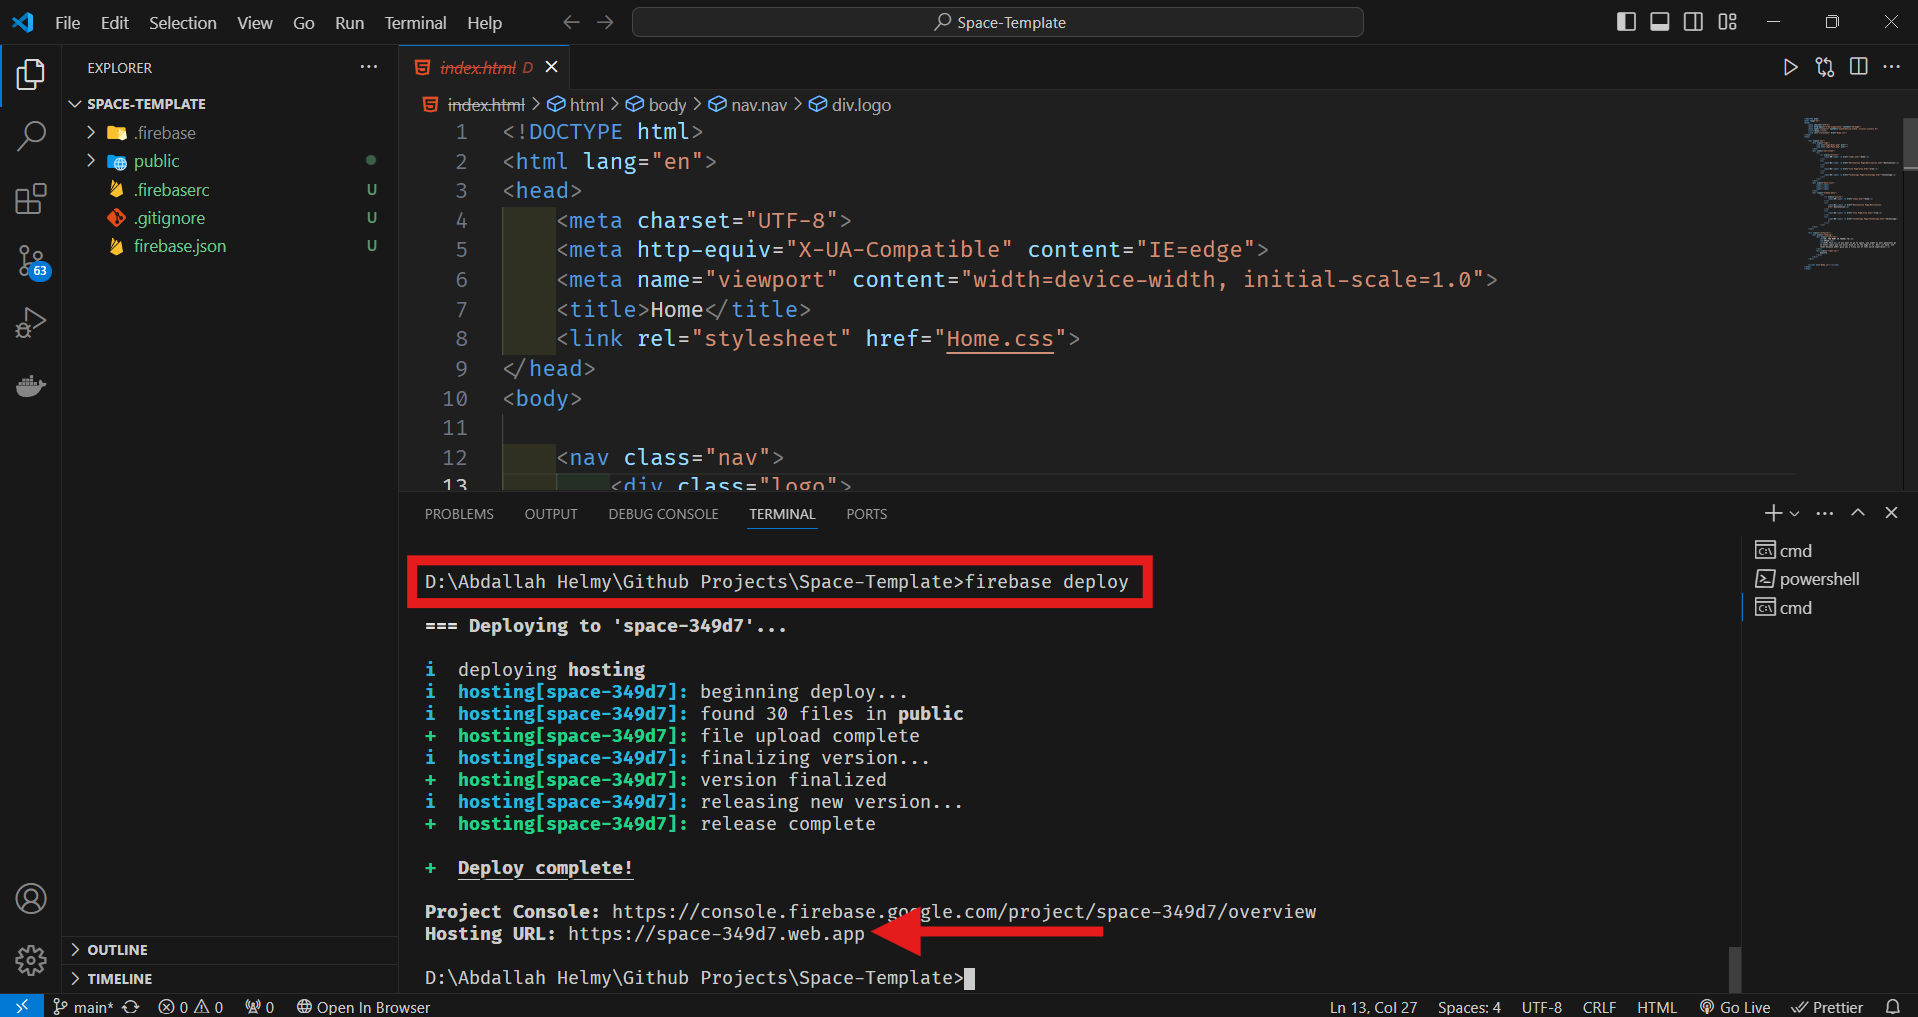 File Edit Selection View Go Run Terminal Help
Space-Template
EXPLORER
SPACE-TEMPLATE
.firebase
public
.firebaserc U
.gitignore U
firebase.json U
63
index.html D
index.html > html > body > nav.nav > div.logo
1 <!DOCTYPE html>
2 <html lang="en">
3 <head>
4 <meta charset="UTF-8">
5 <meta http-equiv="X-UA-Compatible" content="IE=edge">
6 <meta name="viewport" content="width=device-width, initial-scale=1.0">
7 <title>Home</title>
8 <link rel="stylesheet" href="Home.css">
9 </head>
10 <body>
11
12 <nav class="nav">
13 <div class="logo">
PROBLEMS OUTPUT DEBUG CONSOLE TERMINAL PORTS
D:\Abdallah Helmy\Github Projects\Space-Template>firebase deploy
=== Deploying to 'space-349d7'...
i deploying hosting
i hosting[space-349d7]: beginning deploy...
i hosting[space-349d7]: found 30 files in public
+ hosting[space-349d7]: file upload complete
i hosting[space-349d7]: finalizing version...
+ hosting[space-349d7]: version finalized
i hosting[space-349d7]: releasing new version...
+ hosting[space-349d7]: release complete
+ Deploy complete!
Project Console: https://console.firebase.google.com/project/space-349d7/overview
Hosting URL: https://space-349d7.web.app
D:\Abdallah Helmy\Github Projects\Space-Template>
cmd
powershell
cmd
OUTLINE
TIMELINE
main* 0 0 0 Open In Browser
Ln 13, Col 27 Spaces: 4 UTF-8 CRLF HTML Go Live Prettier